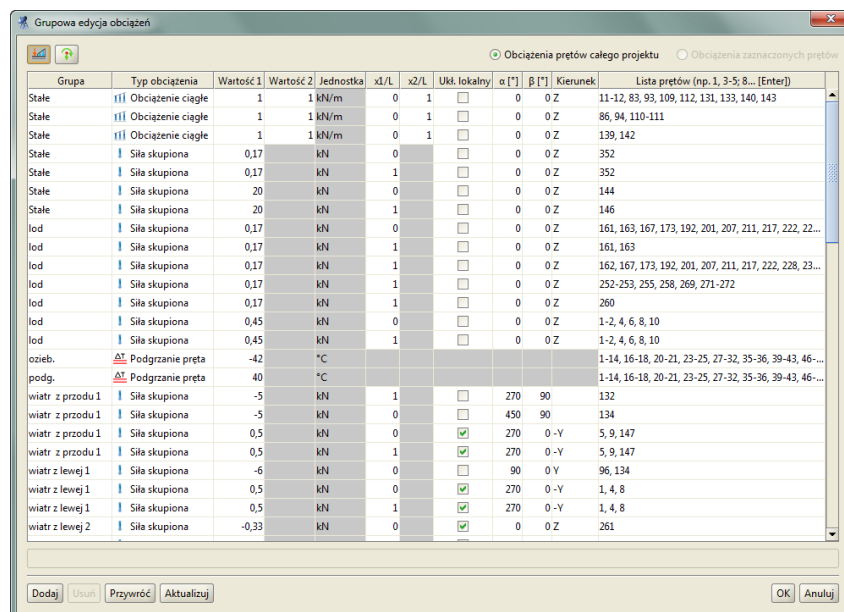 Grupowa edycja obciążeń
Obciążenia prętów całego projektu Obciążenia zaznaczonych prętów
Grupa Typ obciążenia Wartość 1 Wartość 2 Jednostka x1/L x2/L Ukł. lokalny α [°] β [°] Kierunek Lista prętów (np. 1, 3-5; 8... [Enter])
Stałe Obciążenie ciągłe 1 1 kN/m 0 1 0 0 Z 11-12, 83, 93, 109, 112, 131, 133, 140, 143
Stałe Obciążenie ciągłe 1 1 kN/m 0 1 0 0 Z 86, 94, 110-111
Stałe Obciążenie ciągłe 1 1 kN/m 0 1 0 0 Z 139, 142
Stałe Siła skupiona 0,17 kN 0 0 0 Z 352
Stałe Siła skupiona 0,17 kN 1 0 0 Z 352
Stałe Siła skupiona 20 kN 0 0 0 Z 144
Stałe Siła skupiona 20 kN 1 0 0 Z 146
lod Siła skupiona 0,17 kN 0 0 0 Z 161, 163, 167, 173, 192, 201, 207, 211, 217, 222, 22...
lod Siła skupiona 0,17 kN 1 0 0 Z 161, 163
lod Siła skupiona 0,17 kN 1 0 0 Z 162, 167, 173, 192, 201, 207, 211, 217, 222, 228, 23...
lod Siła skupiona 0,17 kN 1 0 0 Z 252-253, 255, 258, 269, 271-272
lod Siła skupiona 0,17 kN 1 0 0 Z 260
lod Siła skupiona 0,45 kN 0 0 0 Z 1-2, 4, 6, 8, 10
lod Siła skupiona 0,45 kN 1 0 0 Z 1-2, 4, 6, 8, 10
ozieb. ΔT Podgrzanie pręta -42 °C 1-14, 16-18, 20-21, 23-25, 27-32, 35-36, 39-43, 46-...
podg. ΔT Podgrzanie pręta 40 °C 1-14, 16-18, 20-21, 23-25, 27-32, 35-36, 39-43, 46-...
wiatr z przodu 1 Siła skupiona -5 kN 1 270 90 132
wiatr z przodu 1 Siła skupiona -5 kN 0 450 90 134
wiatr z przodu 1 Siła skupiona 0,5 kN 0 270 0 -Y 5, 9, 147
wiatr z przodu 1 Siła skupiona 0,5 kN 1 270 0 -Y 5, 9, 147
wiatr z lewej 1 Siła skupiona -6 kN 0 90 0 Y 96, 134
wiatr z lewej 1 Siła skupiona 0,5 kN 0 270 0 -Y 1, 4, 8
wiatr z lewej 1 Siła skupiona 0,5 kN 1 270 0 -Y 1, 4, 8
wiatr z lewej 2 Siła skupiona -0,33 kN 0 0 0 Z 261
Dodaj Usuń Przywróć Aktualizuj OK Anuluj